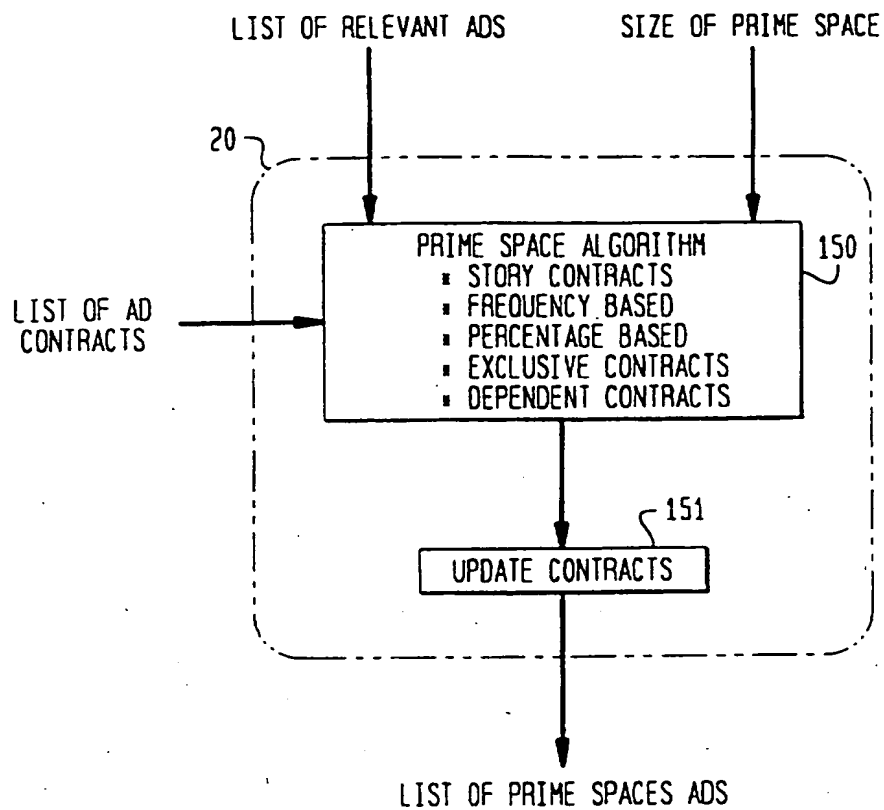 LIST OF RELEVANT ADS
SIZE OF PRIME SPACE
20
PRIME SPACE ALGORITHM
* STORY CONTRACTS
* FREQUENCY BASED
* PERCENTAGE BASED
* EXCLUSIVE CONTRACTS
* DEPENDENT CONTRACTS
150
LIST OF AD
CONTRACTS
151
UPDATE CONTRACTS
LIST OF PRIME SPACES ADS